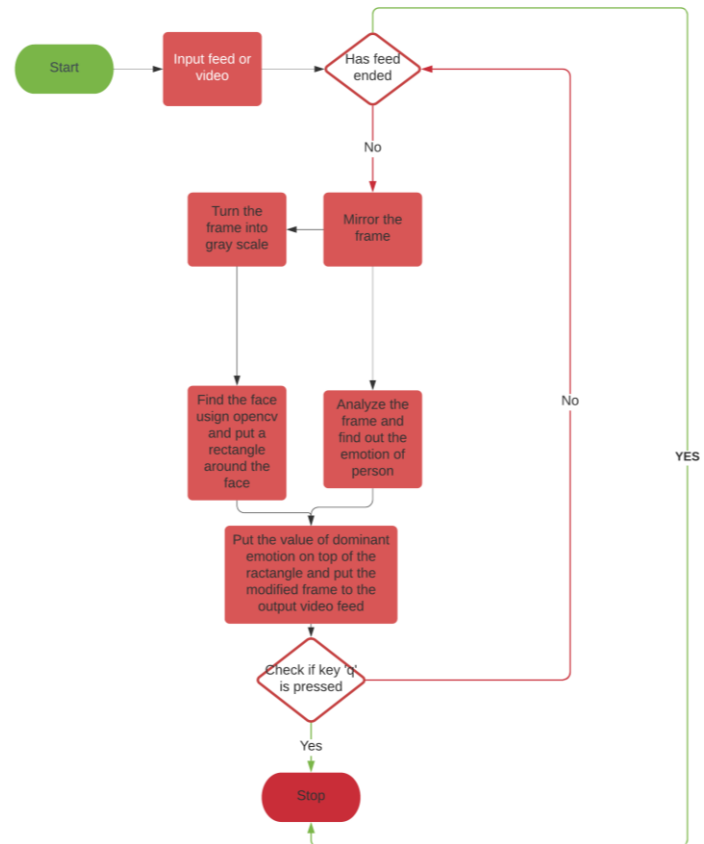 Start
Input feed or
video
Has feed
ended
No
Turn the
frame into
gray scale
Mirror the
frame
Find the face
usign opencv
and put a
rectangle
around the
face
Analyze the
frame and
find out the
emotion of
person
No
YES
Put the value of dominant
emotion on top of the
ractangle and put the
modified frame to the
output video feed
Check if key 'q'
is pressed
Yes
Stop